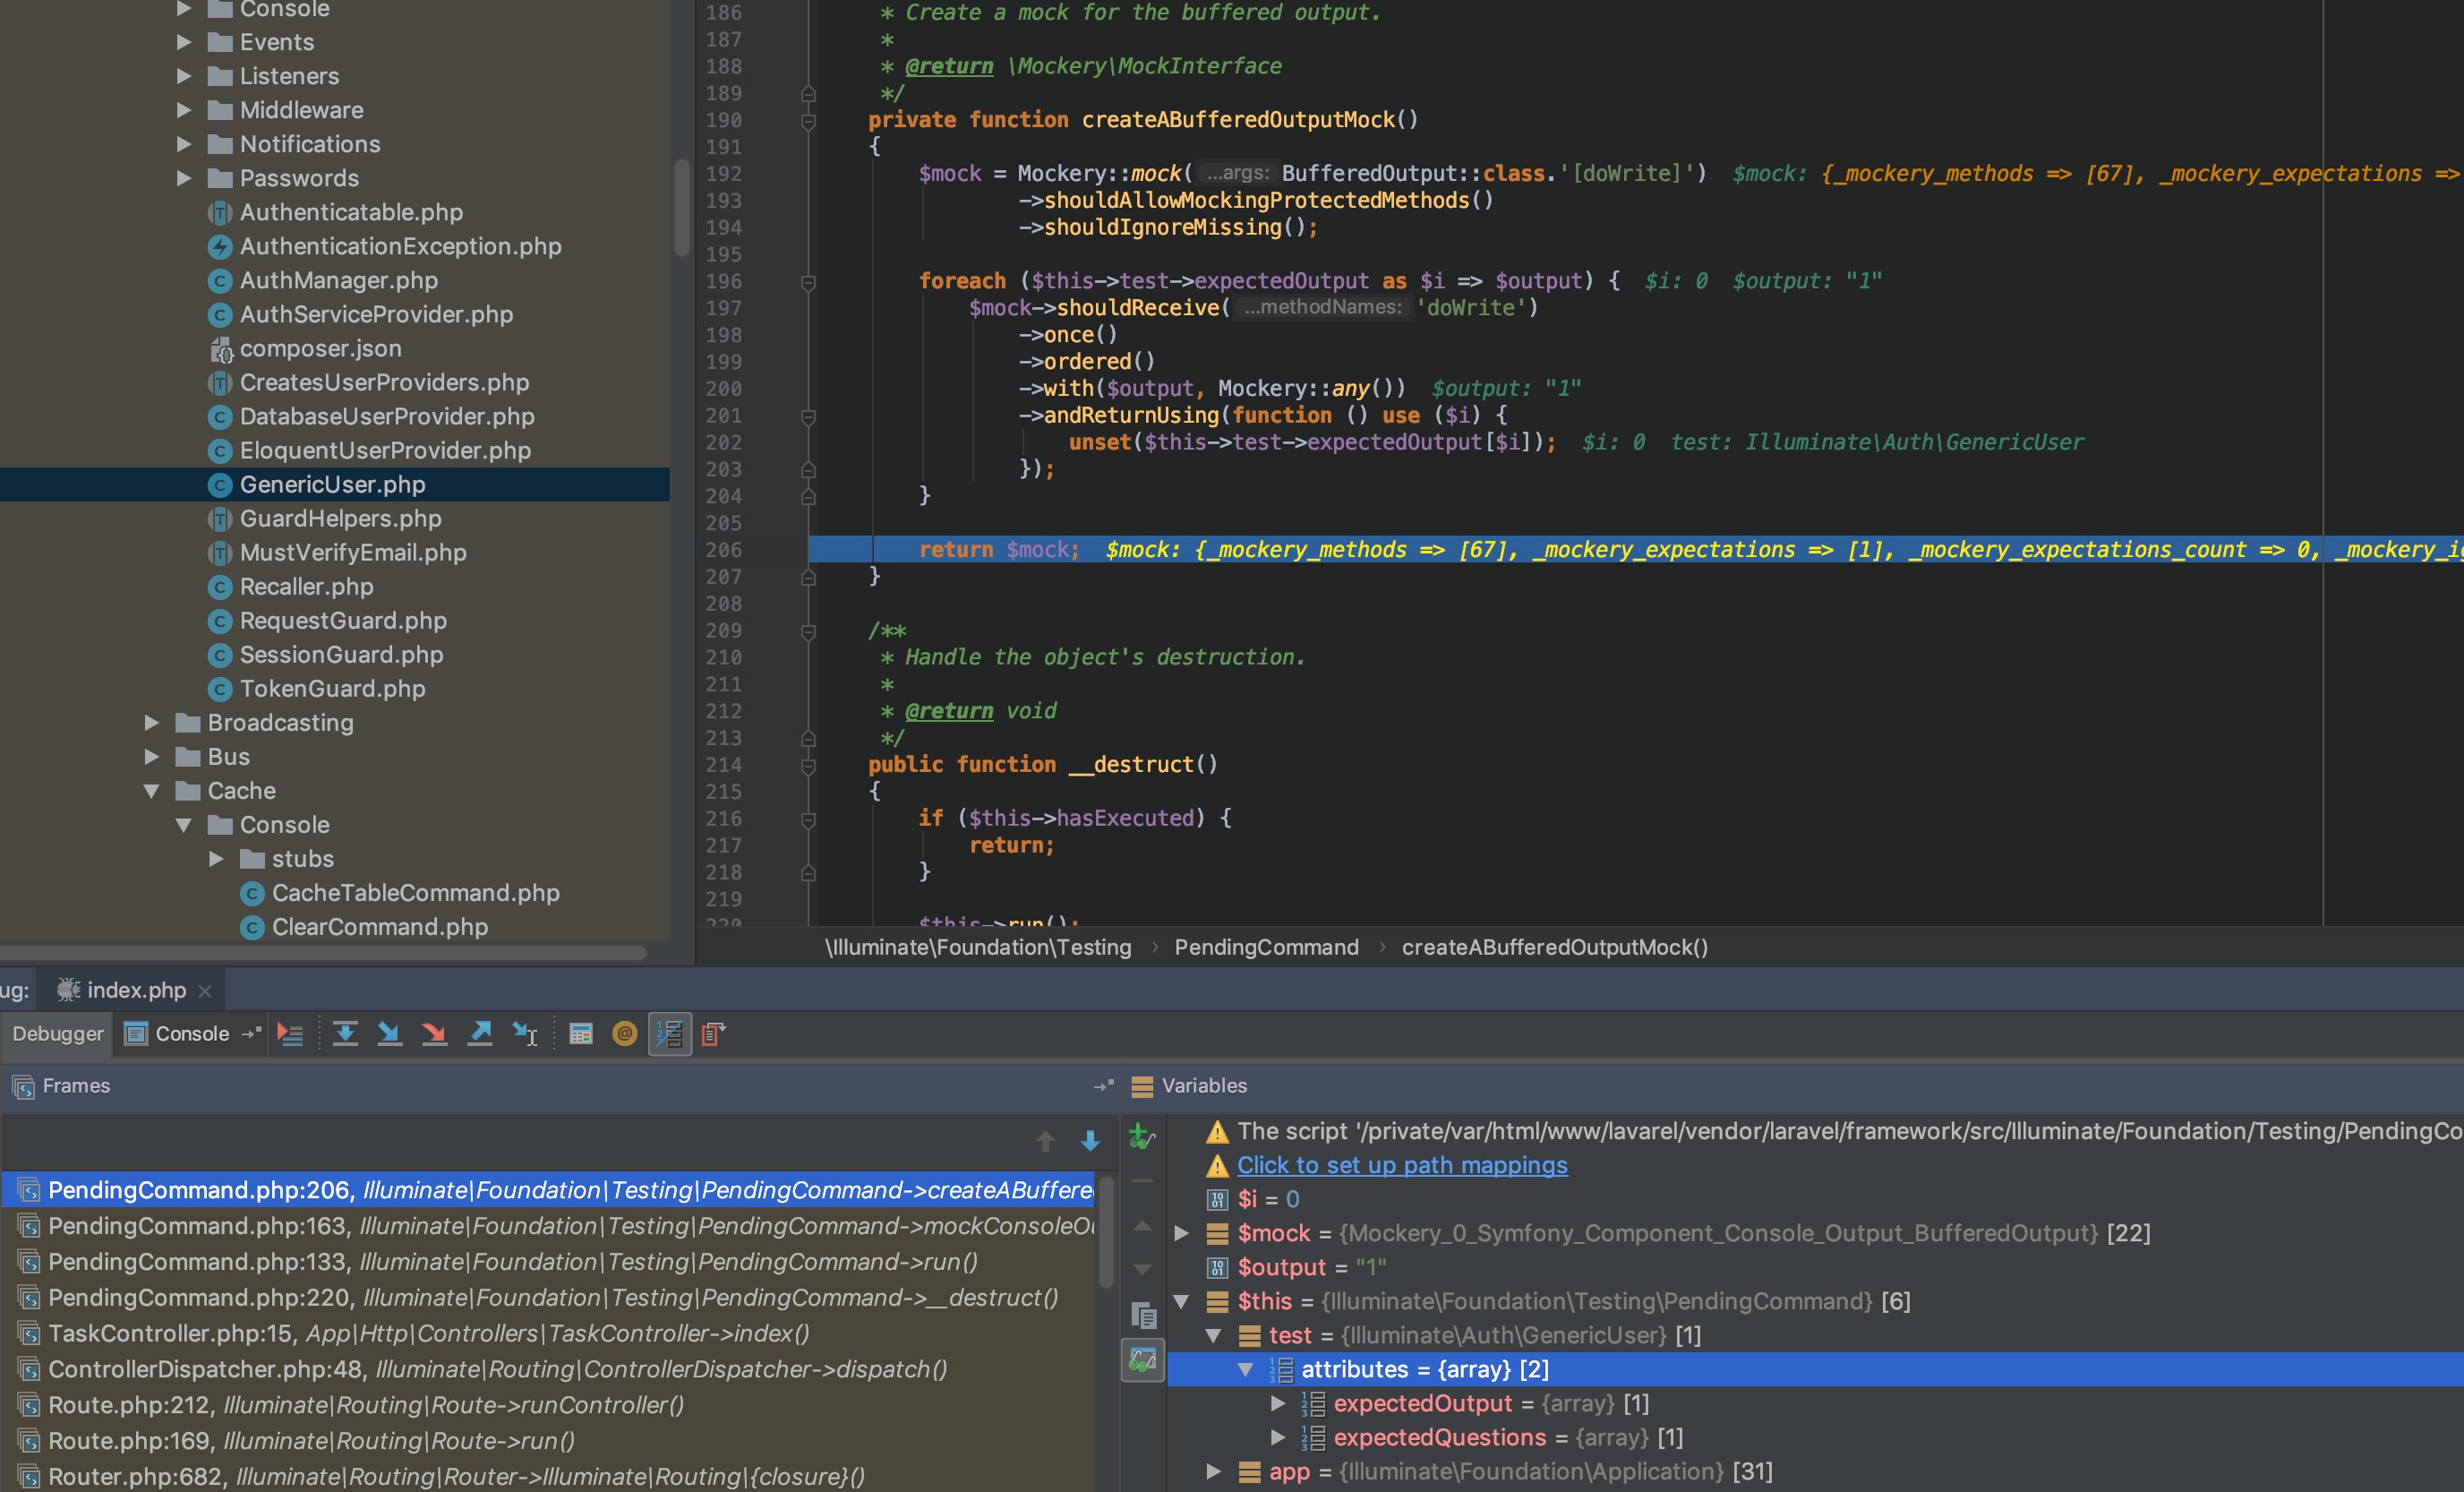 Console
Events
Listeners
Middleware
Notifications
Passwords
Authenticatable.php
AuthenticationException.php
AuthManager.php
AuthServiceProvider.php
composer.json
CreatesUserProviders.php
DatabaseUserProvider.php
EloquentUserProvider.php
GenericUser.php
GuardHelpers.php
MustVerifyEmail.php
Recaller.php
RequestGuard.php
SessionGuard.php
TokenGuard.php
Broadcasting
Bus
Cache
Console
stubs
CacheTableCommand.php
ClearCommand.php
186 * Create a mock for the buffered output.
187 *
188 * @return \Mockery\MockInterface
189 */
190 private function createABufferedOutputMock()
191 {
192 $mock = Mockery::mock( ...args: BufferedOutput::class.'[doWrite]') $mock: {_mockery_methods => [67], _mockery_expectations =>
193 ->shouldAllowMockingProtectedMethods()
194 ->shouldIgnoreMissing();
195
196 foreach ($this->test->expectedOutput as $i => $output) { $i: 0 $output: "1"
197 $mock->shouldReceive( ...methodNames: 'doWrite')
198 ->once()
199 ->ordered()
200 ->with($output, Mockery::any()) $output: "1"
201 ->andReturnUsing(function () use ($i) {
202 unset($this->test->expectedOutput[$i]); $i: 0 test: Illuminate\Auth\GenericUser
203 });
204 }
205
206 return $mock; $mock: {_mockery_methods => [67], _mockery_expectations => [1], _mockery_expectations_count => 0, _mockery_ig
207 }
208
209 /**
210 * Handle the object's destruction.
211 *
212 * @return void
213 */
214 public function __destruct()
215 {
216 if ($this->hasExecuted) {
217 return;
218 }
219
220 $this->run();
\Illuminate\Foundation\Testing › PendingCommand › createABufferedOutputMock()
ug: index.php ×
Debugger Console
Frames
PendingCommand.php:206, Illuminate\Foundation\Testing\PendingCommand->createABuffere
PendingCommand.php:163, Illuminate\Foundation\Testing\PendingCommand->mockConsoleOu
PendingCommand.php:133, Illuminate\Foundation\Testing\PendingCommand->run()
PendingCommand.php:220, Illuminate\Foundation\Testing\PendingCommand->__destruct()
TaskController.php:15, App\Http\Controllers\TaskController->index()
ControllerDispatcher.php:48, Illuminate\Routing\ControllerDispatcher->dispatch()
Route.php:212, Illuminate\Routing\Route->runController()
Route.php:169, Illuminate\Routing\Route->run()
Router.php:682, Illuminate\Routing\Router->Illuminate\Routing\{closure}()
Variables
The script '/private/var/html/www/lavarel/vendor/laravel/framework/src/Illuminate/Foundation/Testing/PendingCo
Click to set up path mappings
$i = 0
$mock = {Mockery_0_Symfony_Component_Console_Output_BufferedOutput} [22]
$output = "1"
$this = {Illuminate\Foundation\Testing\PendingCommand} [6]
test = {Illuminate\Auth\GenericUser} [1]
attributes = {array} [2]
expectedOutput = {array} [1]
expectedQuestions = {array} [1]
app = {Illuminate\Foundation\Application} [31]